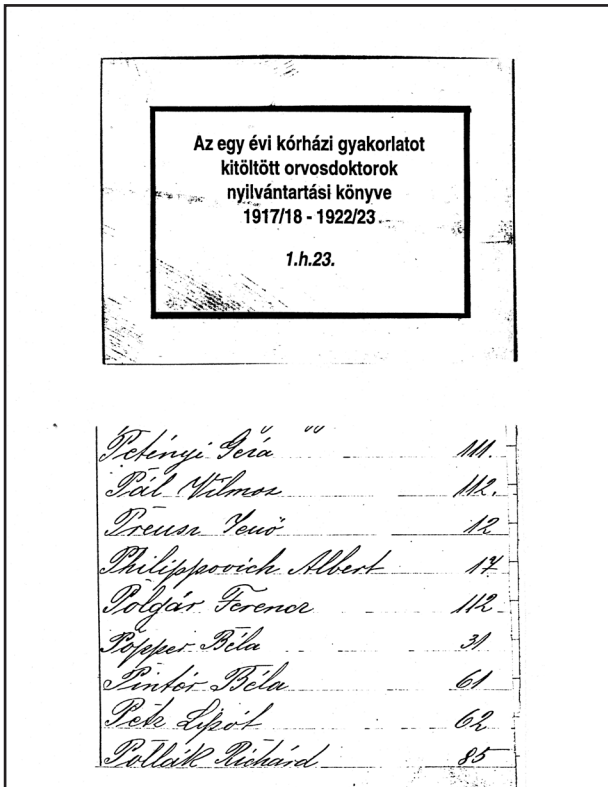 Az egy évi kórházi gyakorlatot
kitöltött orvosdoktorok
nyilvántartási könyve
1917/18 - 1922/23
1.h.23.
Petényi Géza 111.
Pál Vilmos 112.
Preusz Jenő 12
Philippovich Albert 17
Polgár Ferencz 112
Popper Béla 31
Pintér Béla 61
Petz Lipót 62
Pollák Richárd 85